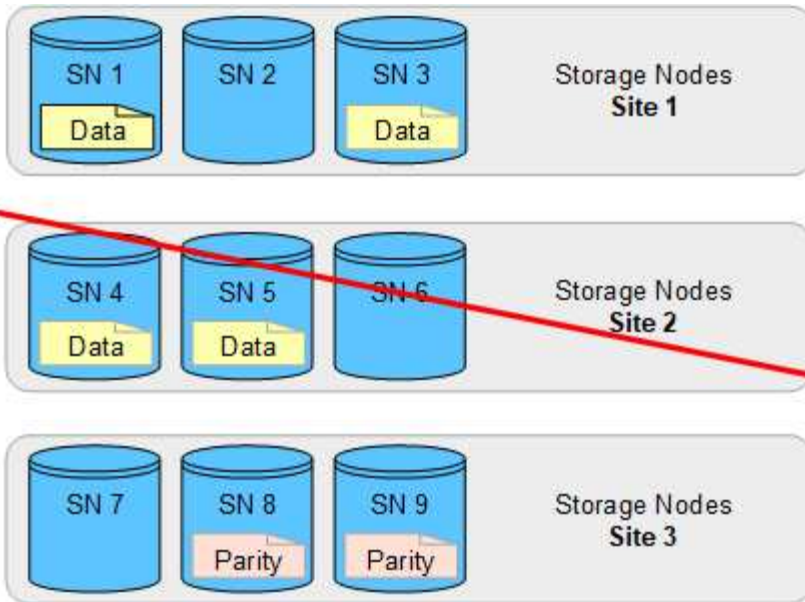 SN 1
SN 2
SN 3
Data
Data
Storage Nodes
Site 1
SN 4
SN 5
SN 6
Data
Data
Storage Nodes
Site 2
SN 7
SN 8
SN 9
Parity
Parity
Storage Nodes
Site 3